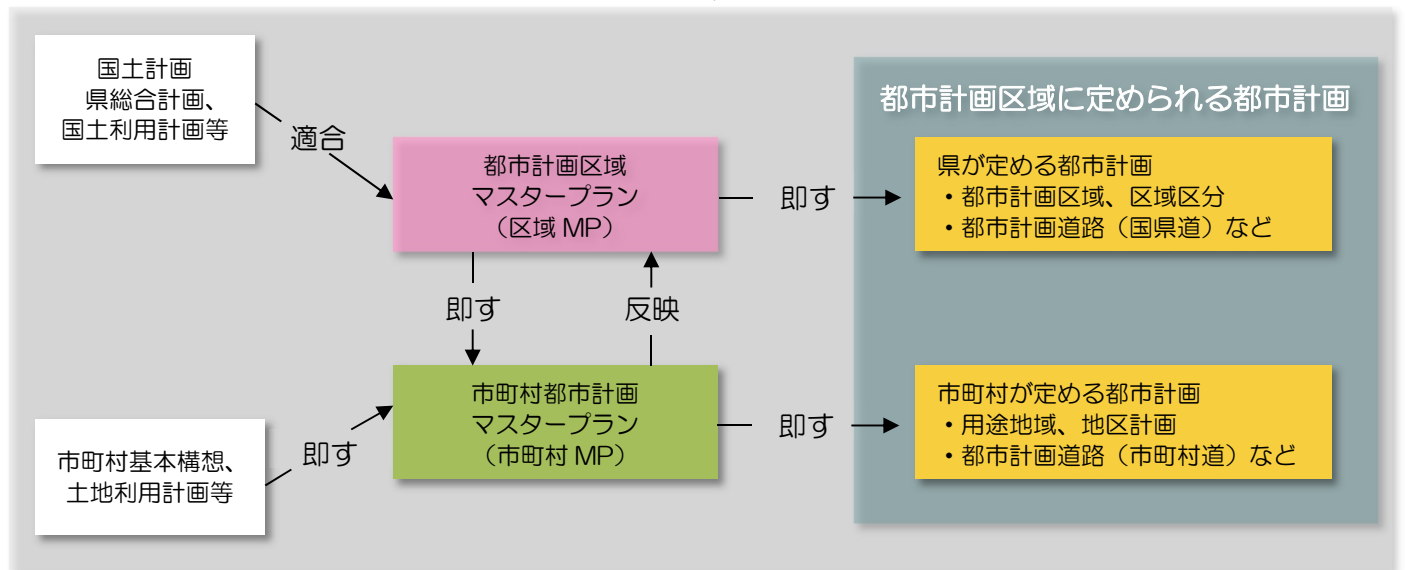 国土計画
県総合計画、
国土利用計画等
適合
都市計画区域
マスタープラン
（区域 MP）
即す
都市計画区域に定められる都市計画
県が定める都市計画
・都市計画区域、区域区分
・都市計画道路（国県道）など
即す
反映
市町村基本構想、
土地利用計画等
即す
市町村都市計画
マスタープラン
（市町村 MP）
即す
市町村が定める都市計画
・用途地域、地区計画
・都市計画道路（市町村道）など